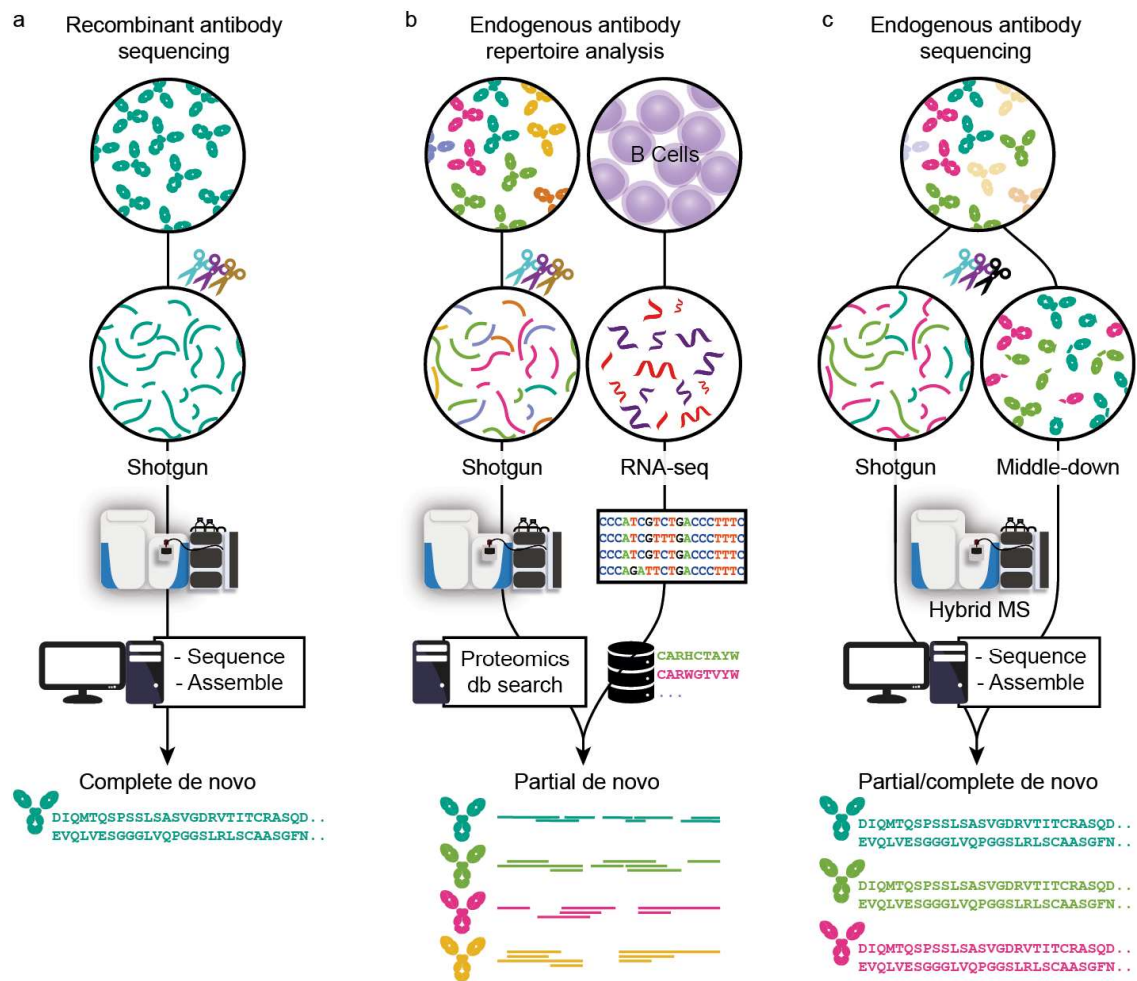 a
Recombinant antibody
sequencing
Shotgun
- Sequence
- Assemble
Complete de novo
DIQMTQSPSSLSASVGDRVTITCRASQD..
EVQLVESGGGLVQPGGSLRLSCAASGFN..
b
Endogenous antibody
repertoire analysis
B Cells
Shotgun
RNA-seq
CCCATCGTCTGACCCTTTC
CCCATCGTTTGACCCTTTC
CCCATCGTCTGACCCTTTC
CCCAGATTCTGACCCTTTC
Proteomics
db search
CARHCTAYW
CARWGTVYW
...
Partial de novo
c
Endogenous antibody
sequencing
Shotgun
Middle-down
Hybrid MS
- Sequence
- Assemble
Partial/complete de novo
DIQMTQSPSSLSASVGDRVTITCRASQD..
EVQLVESGGGLVQPGGSLRLSCAASGFN..
DIQMTQSPSSLSASVGDRVTITCRASQD..
EVQLVESGGGLVQPGGSLRLSCAASGFN..
DIQMTQSPSSLSASVGDRVTITCRASQD..
EVQLVESGGGLVQPGGSLRLSCAASGFN..